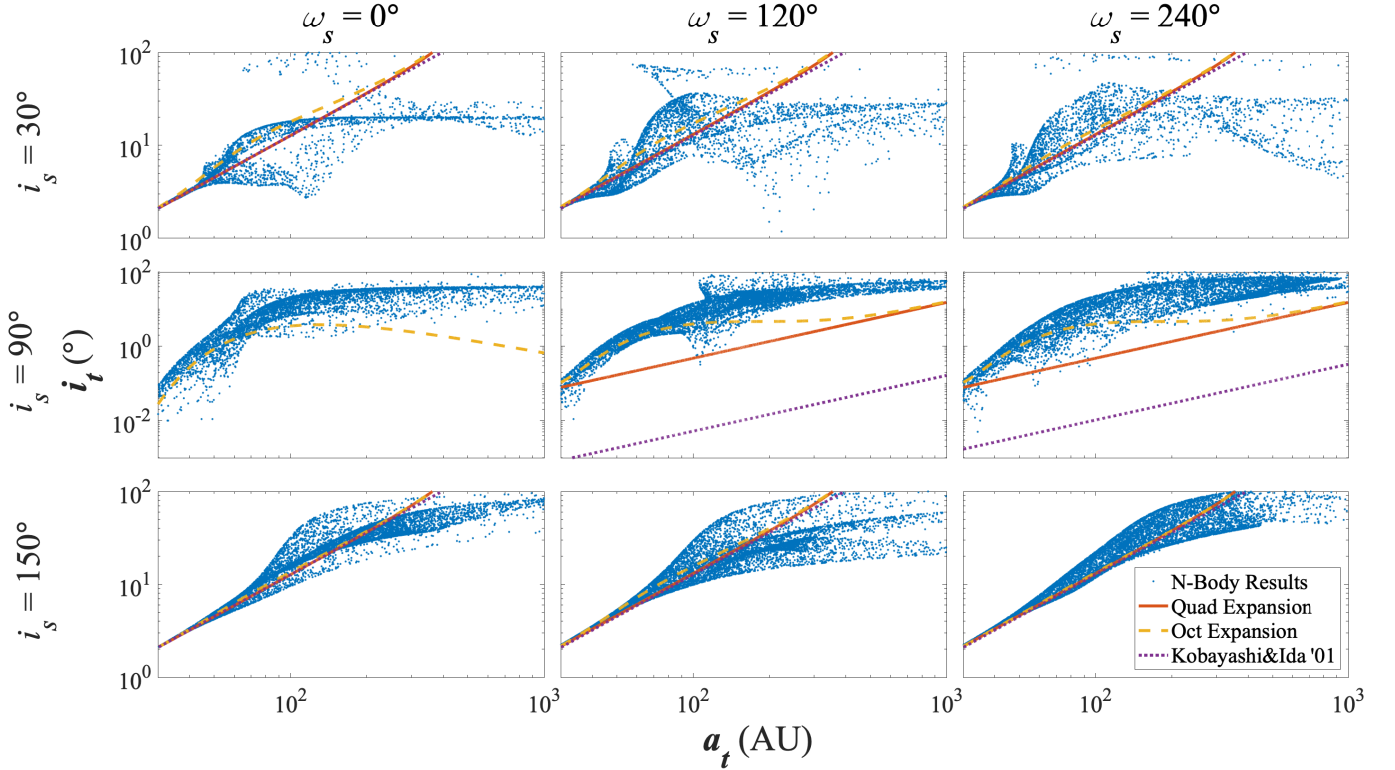 ω_s = 0° ω_s = 120° ω_s = 240°
i_s = 30°
10^2
10^1
10^0
i_s = 90°
i_t (°)
10^2
10^0
10^-2
i_s = 150°
10^2
10^1
10^0
N-Body Results
Quad Expansion
Oct Expansion
Kobayashi&Ida '01
10^2 10^3 10^2 10^3 10^2 10^3
a_t (AU)